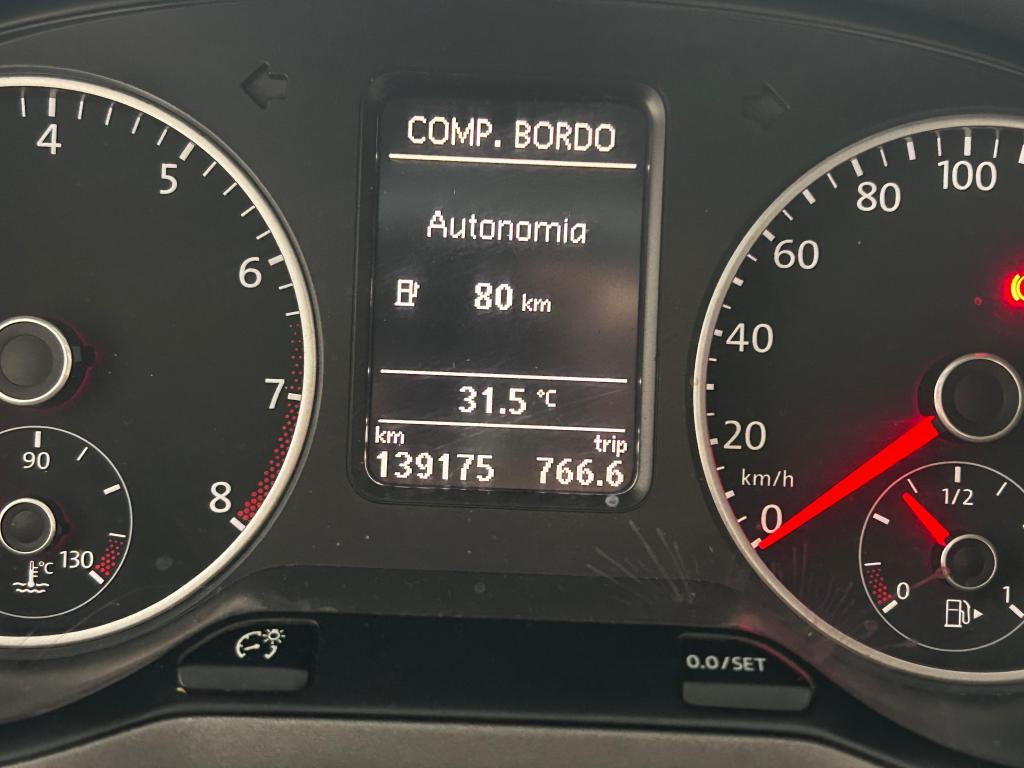 COMP. BORDO
Autonomia
80 km
31.5 °C
km trip
139175 766.6
4
5
6
7
8
90
130
°C
0
20
40
60
80
100
km/h
0
1/2
1
0.0/SET